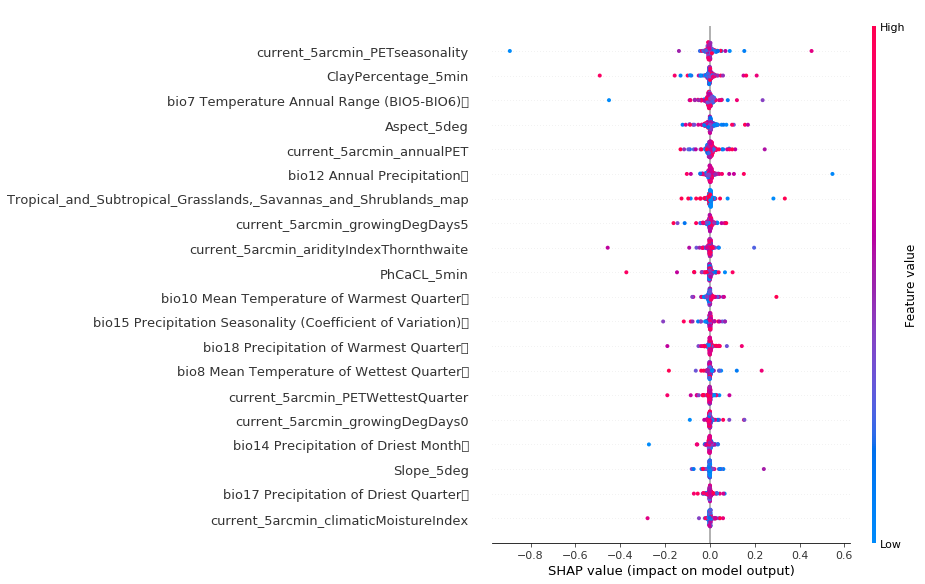 High
current_5arcmin_PETseasonality
ClayPercentage_5min
bio7 Temperature Annual Range (BIO5-BIO6)▯
Aspect_5deg
current_5arcmin_annualPET
bio12 Annual Precipitation▯
Tropical_and_Subtropical_Grasslands,_Savannas_and_Shrublands_map
current_5arcmin_growingDegDays5
current_5arcmin_aridityIndexThornthwaite
PhCaCL_5min
bio10 Mean Temperature of Warmest Quarter▯
bio15 Precipitation Seasonality (Coefficient of Variation)▯
bio18 Precipitation of Warmest Quarter▯
bio8 Mean Temperature of Wettest Quarter▯
current_5arcmin_PETWettestQuarter
current_5arcmin_growingDegDays0
bio14 Precipitation of Driest Month▯
Slope_5deg
bio17 Precipitation of Driest Quarter▯
current_5arcmin_climaticMoistureIndex
Feature value
Low
−0.8 −0.6 −0.4 −0.2 0.0 0.2 0.4 0.6
SHAP value (impact on model output)